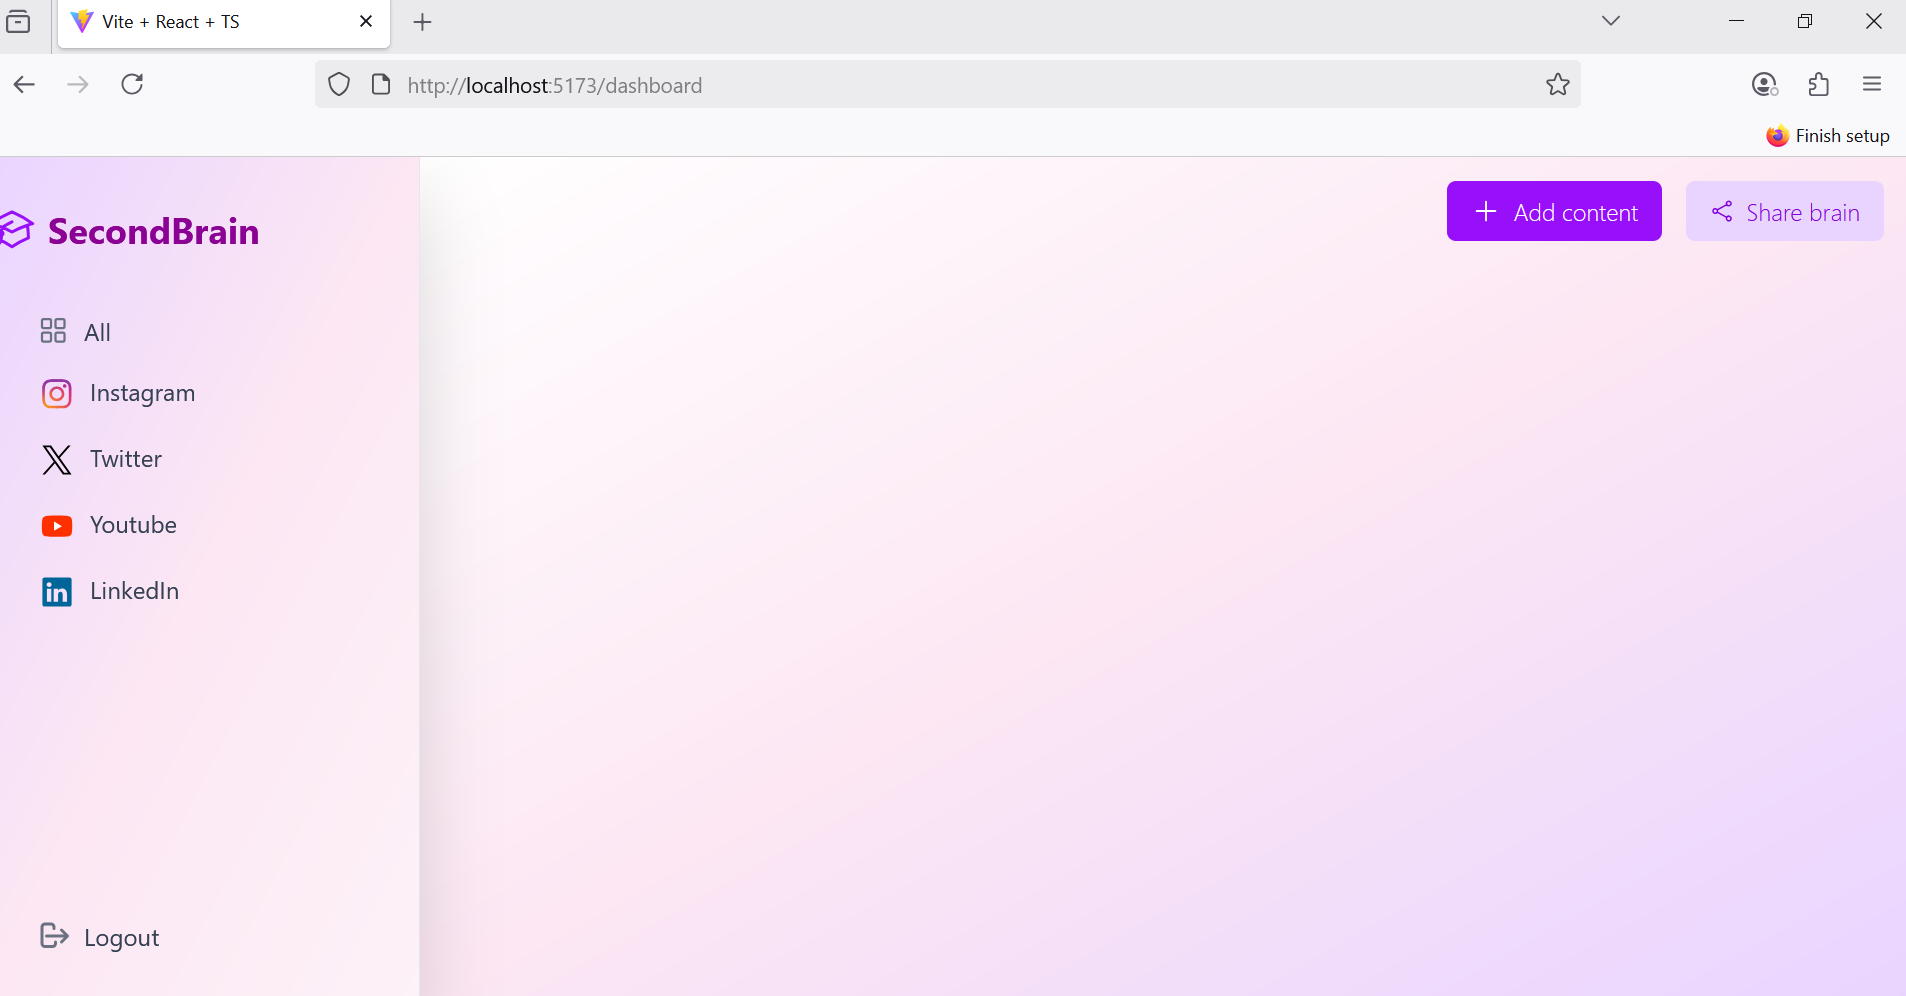 Vite + React + TS
http://localhost:5173/dashboard
Finish setup
SecondBrain
Add content
Share brain
All
Instagram
Twitter
Youtube
LinkedIn
Logout